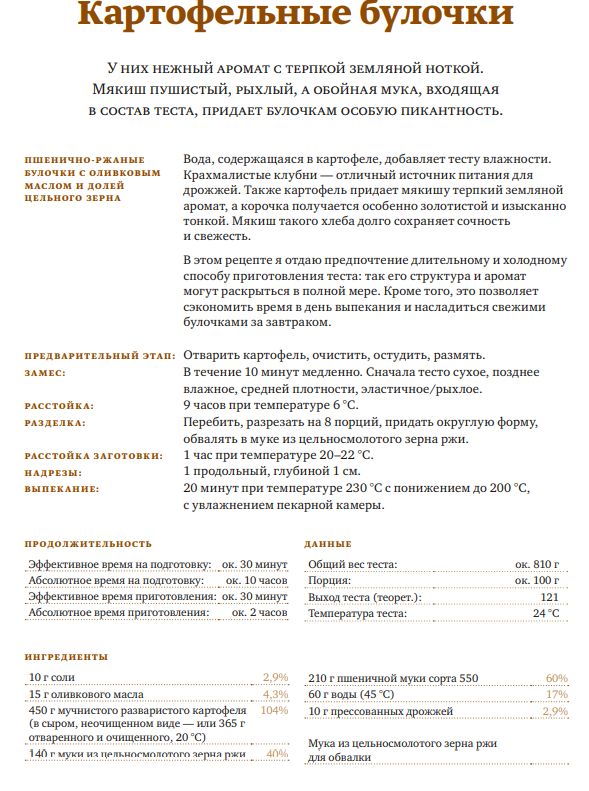 Картофельные булочки
У них нежный аромат с терпкой земляной ноткой.
Мякиш пушистый, рыхлый, а обойная мука, входящая
в состав теста, придает булочкам особую пикантность.
пшенично-ржаные
булочки с оливковым
маслом и долей
цельного зерна
Вода, содержащаяся в картофеле, добавляет тесту влажности.
Крахмалистые клубни — отличный источник питания для
дрожжей. Также картофель придает мякишу терпкий земляной
аромат, а корочка получается особенно золотистой и изысканно
тонкой. Мякиш такого хлеба долго сохраняет сочность
и свежесть.
В этом рецепте я отдаю предпочтение длительному и холодному
способу приготовления теста: так его структура и аромат
могут раскрыться в полной мере. Кроме того, это позволяет
сэкономить время в день выпекания и насладиться свежими
булочками за завтраком.
предварительный этап: Отварить картофель, очистить, остудить, размять.
замес: В течение 10 минут медленно. Сначала тесто сухое, позднее
влажное, средней плотности, эластичное/рыхлое.
расстойка: 9 часов при температуре 6 °C.
разделка: Перебить, разрезать на 8 порций, придать округлую форму,
обвалять в муке из цельносмолотого зерна ржи.
расстойка заготовки: 1 час при температуре 20–22 °C.
надрезы: 1 продольный, глубиной 1 см.
выпекание: 20 минут при температуре 230 °C с понижением до 200 °C,
с увлажнением пекарной камеры.
продолжительность
Эффективное время на подготовку: ок. 30 минут
Абсолютное время на подготовку: ок. 10 часов
Эффективное время приготовления: ок. 30 минут
Абсолютное время приготовления: ок. 2 часов
данные
Общий вес теста: ок. 810 г
Порция: ок. 100 г
Выход теста (теорет.): 121
Температура теста: 24 °C
ингредиенты
10 г соли 2,9%
15 г оливкового масла 4,3%
450 г мучнистого разваристого картофеля 104%
(в сыром, неочищенном виде — или 365 г
отваренного и очищенного, 20 °C)
140 г муки из цельносмолотого зерна ржи 40%
210 г пшеничной муки сорта 550 60%
60 г воды (45 °C) 17%
10 г прессованных дрожжей 2,9%
Мука из цельносмолотого зерна ржи
для обвалки